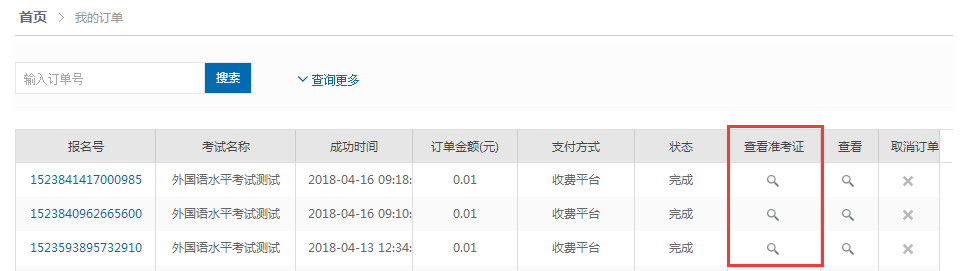 首页 > 我的订单
输入订单号 搜索 查询更多
报名号 考试名称 成功时间 订单金额(元) 支付方式 状态 查看准考证 查看 取消订单
1523841417000985 外国语水平考试测试 2018-04-16 09:18: 0.01 收费平台 完成
1523840962665600 外国语水平考试测试 2018-04-16 09:10: 0.01 收费平台 完成
1523593895732910 外国语水平考试测试 2018-04-13 12:34: 0.01 收费平台 完成